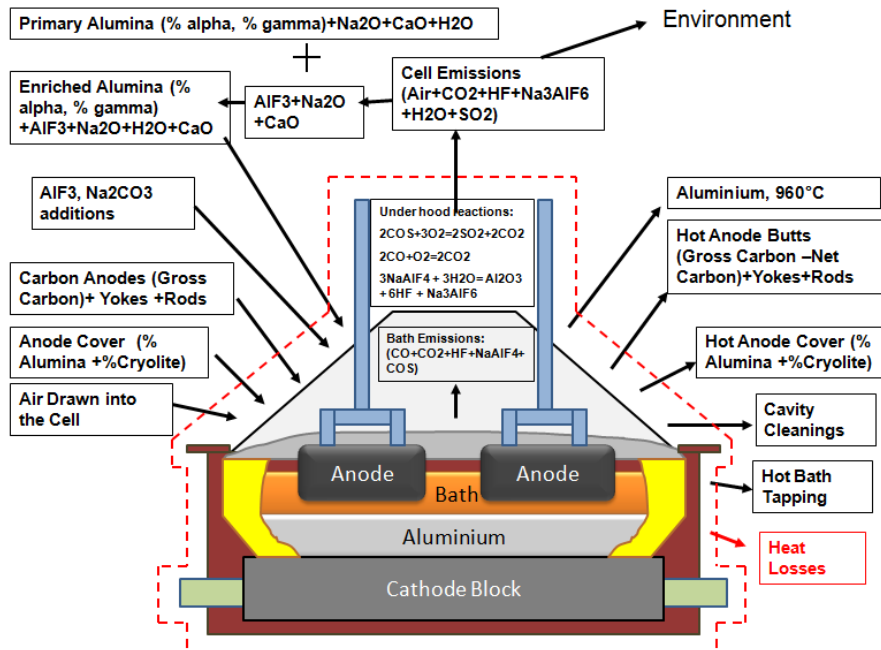 Primary Alumina (% alpha, % gamma)+Na2O+CaO+H2O
Environment
+
Cell Emissions
(Air+CO2+HF+Na3AlF6
+H2O+SO2)
Enriched Alumina (%
alpha, % gamma)
+AlF3+Na2O+H2O+CaO
AlF3+Na2O
+CaO
AlF3, Na2CO3
additions
Under hood reactions:
2COS+3O2=2SO2+2CO2
2CO+O2=2CO2
3NaAlF4 + 3H2O= Al2O3
+ 6HF + Na3AlF6
Aluminium, 960°C
Hot Anode Butts
(Gross Carbon –Net
Carbon)+Yokes+Rods
Carbon Anodes (Gross
Carbon)+ Yokes +Rods
Anode Cover (%
Alumina +%Cryolite)
Bath Emissions:
(CO+CO2+HF+NaAlF4+
COS)
Hot Anode Cover (%
Alumina +%Cryolite)
Air Drawn into
the Cell
Cavity
Cleanings
Anode
Anode
Hot Bath
Tapping
Bath
Aluminium
Heat
Losses
Cathode Block